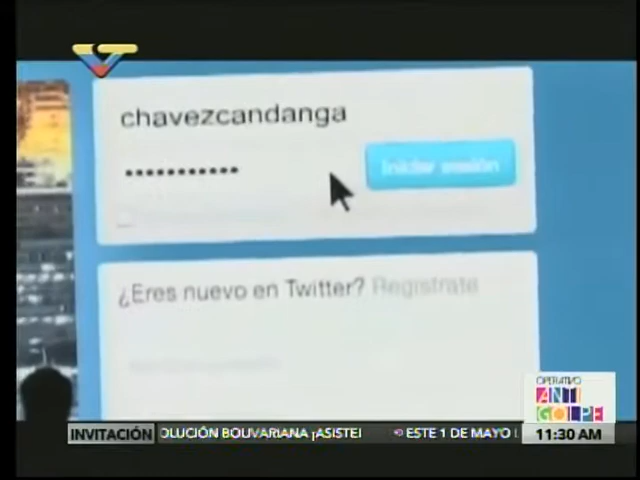 chavezcandanga
•••••••••••
Iniciar sesión
¿Eres nuevo en Twitter? Regístrate
OPERATIVO
ANTI
GOLPE
INVITACIÓN OLUCIÓN BOLIVARIANA ¡ASISTE! ESTE 1 DE MAYO 11:30 AM